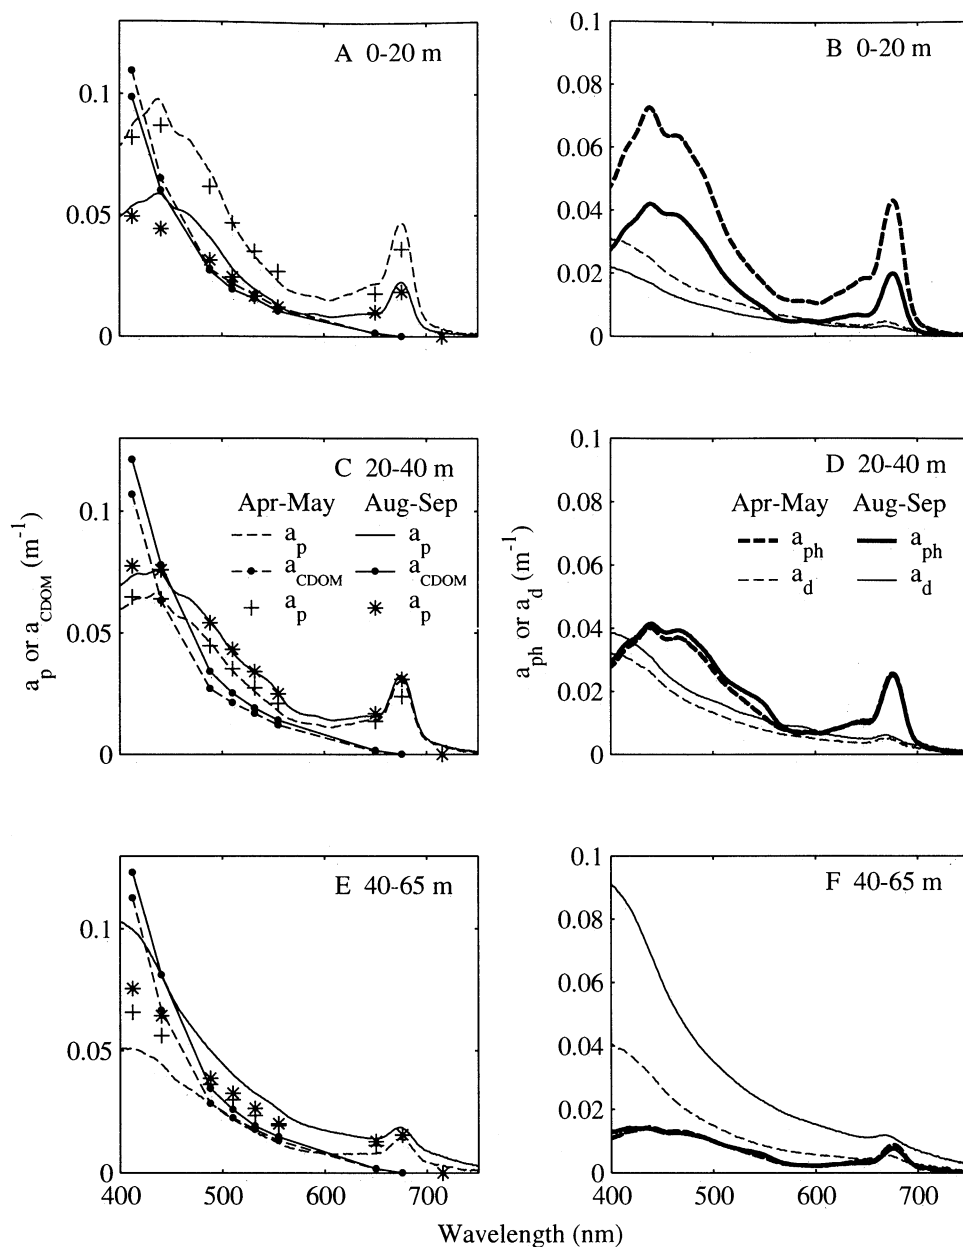 A 0-20 m
0.1
0.05
0
B 0-20 m
0.1
0.08
0.06
0.04
0.02
0
C 20-40 m
Apr-May Aug-Sep
a_p a_p
a_CDOM a_CDOM
a_p a_p
0.1
0.05
0
a_p or a_CDOM (m^-1)
D 20-40 m
Apr-May Aug-Sep
a_ph a_ph
a_d a_d
0.1
0.08
0.06
0.04
0.02
0
a_ph or a_d (m^-1)
E 40-65 m
0.1
0.05
0
400 500 600 700
F 40-65 m
0.1
0.08
0.06
0.04
0.02
0
400 500 600 700
Wavelength (nm)